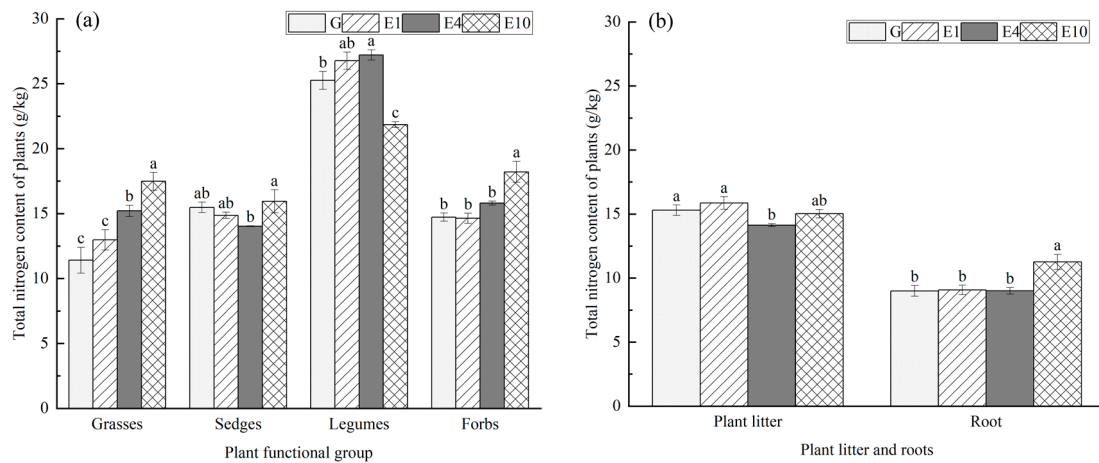 (a)
G E1 E4 E10
Total nitrogen content of plants (g/kg)
30
25
20
15
10
5
0
c c b a
ab ab b a
b ab a c
b b b a
Grasses Sedges Legumes Forbs
Plant functional group
(b)
G E1 E4 E10
Total nitrogen content of plants (g/kg)
30
25
20
15
10
5
0
a a b ab
b b b a
Plant litter Root
Plant litter and roots